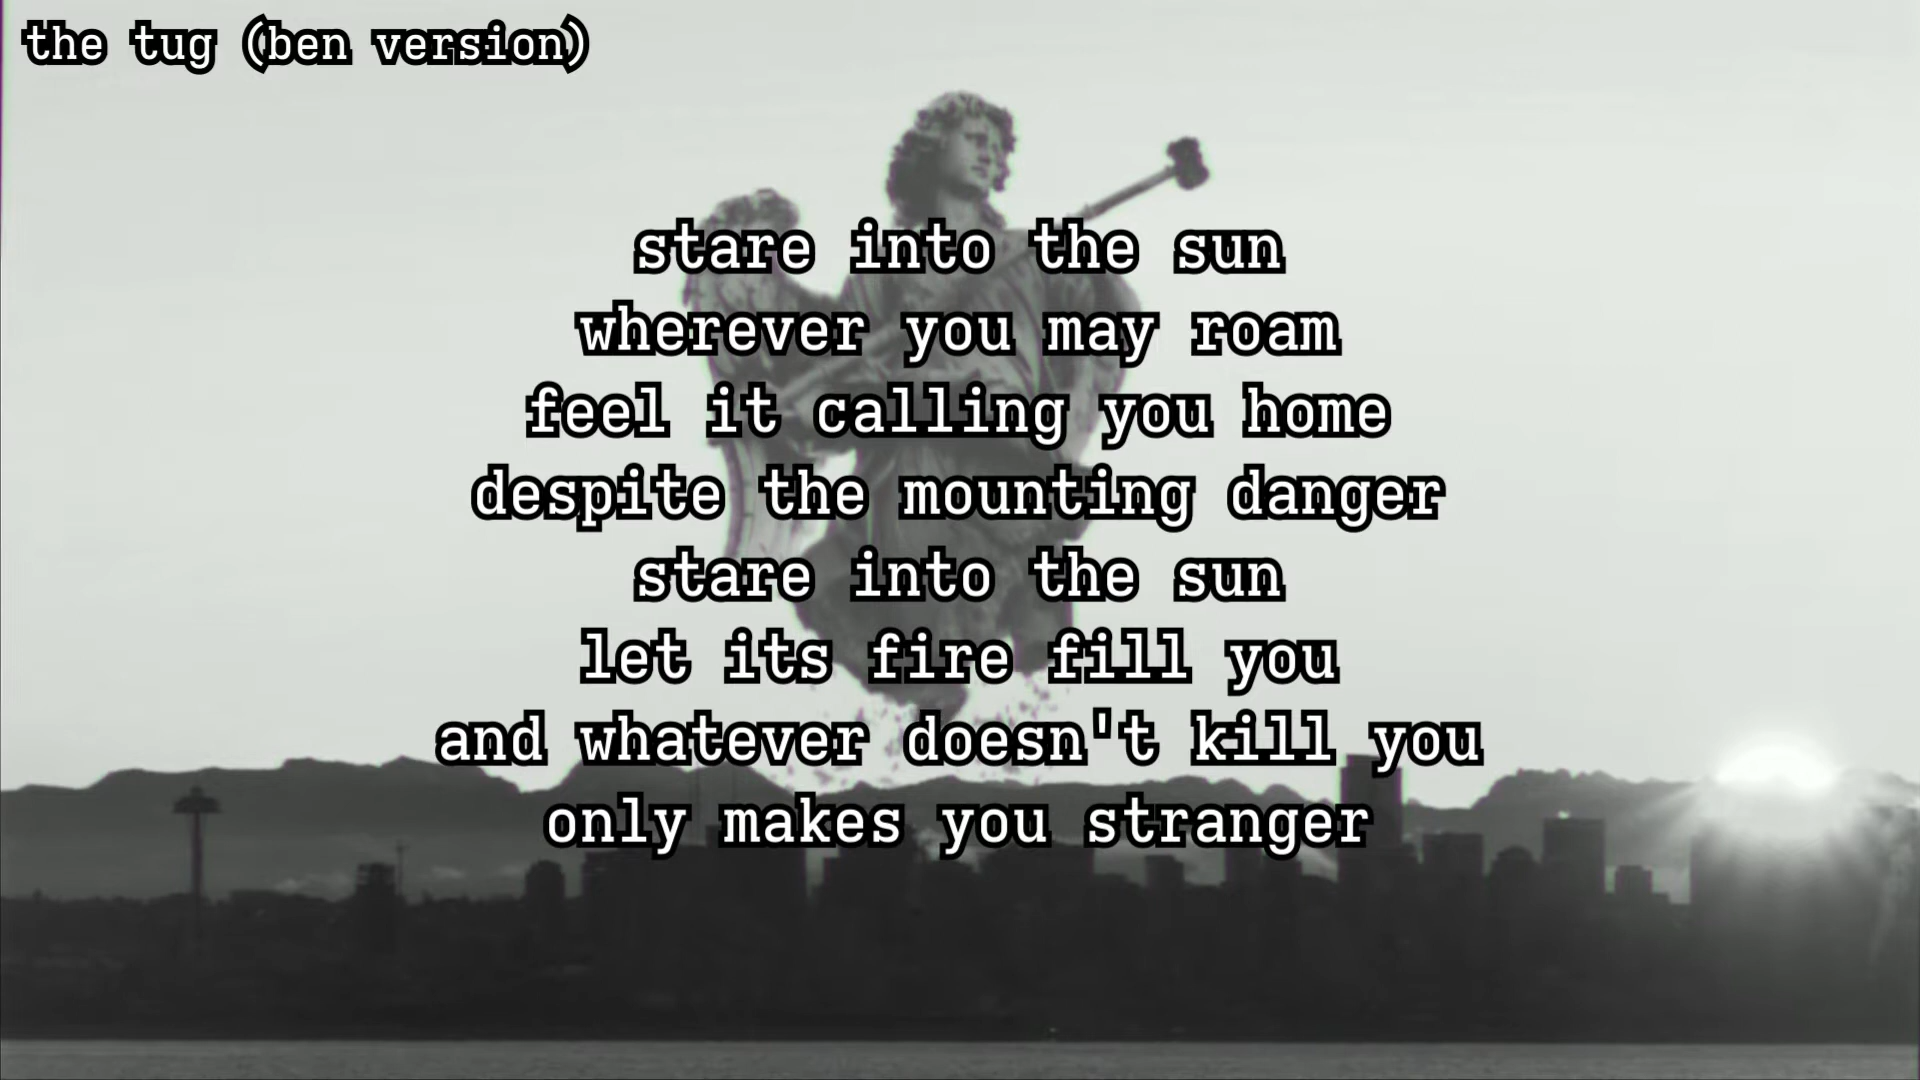 the tug (ben version)
stare into the sun
wherever you may roam
feel it calling you home
despite the mounting danger
stare into the sun
let its fire fill you
and whatever doesn't kill you
only makes you stranger